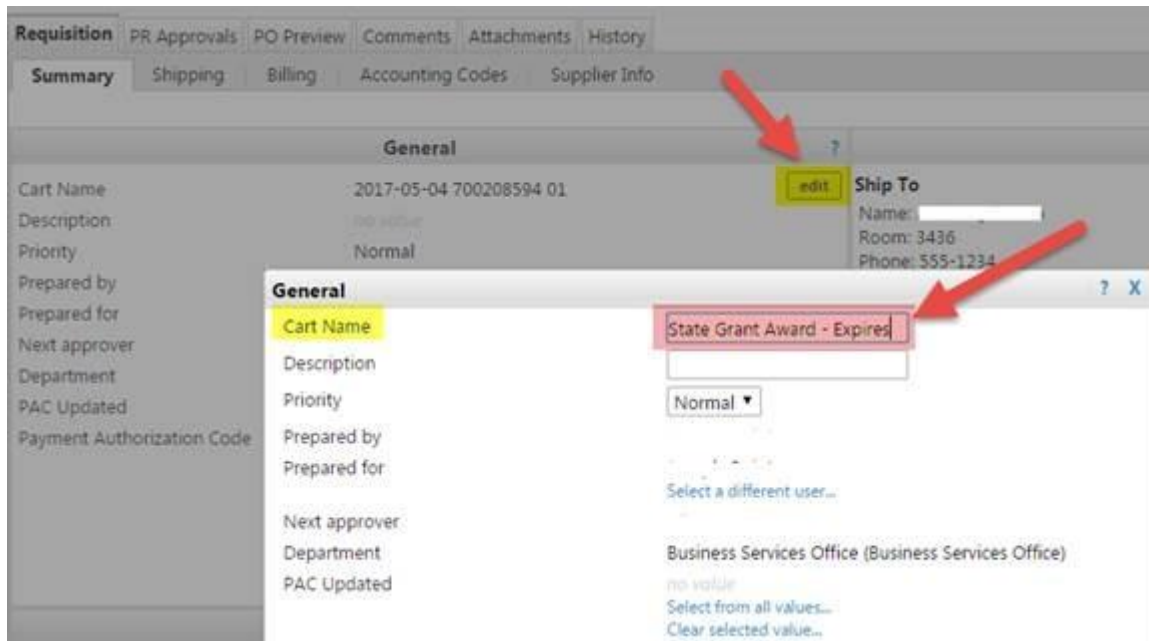 Requisition PR Approvals PO Preview Comments Attachments History
Summary Shipping Billing Accounting Codes Supplier Info
General ?
Cart Name 2017-05-04 700208594 01 edit
Description no value
Priority Normal
Prepared by
Prepared for
Next approver
Department
PAC Updated
Payment Authorization Code
Ship To
Name:
Room: 3436
Phone: 555-1234
General ? X
Cart Name State Grant Award - Expires
Description
Priority Normal
Prepared by
Prepared for
Select a different user...
Next approver
Department Business Services Office (Business Services Office)
PAC Updated no value
Select from all values...
Clear selected value...